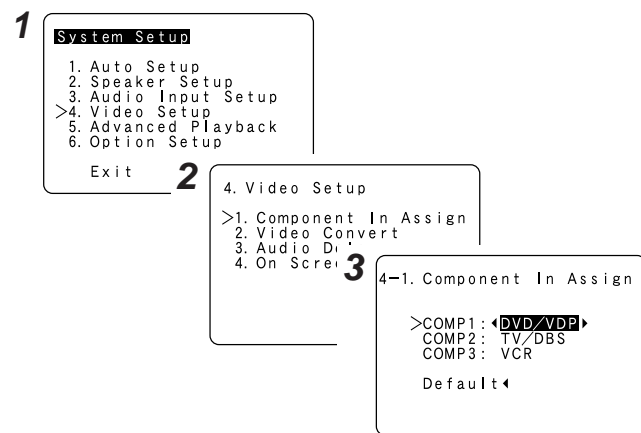 1
System Setup
1. Auto Setup
2. Speaker Setup
3. Audio Input Setup
>4. Video Setup
5. Advanced Playback
6. Option Setup
Exit
2
4. Video Setup
>1. Component In Assign
2. Video Convert
3. Audio
4. On
3
4-1. Component In Assign
>COMP1: ◀DVD/VDP▶
COMP2: TV/DBS
COMP3: VCR
Default◀